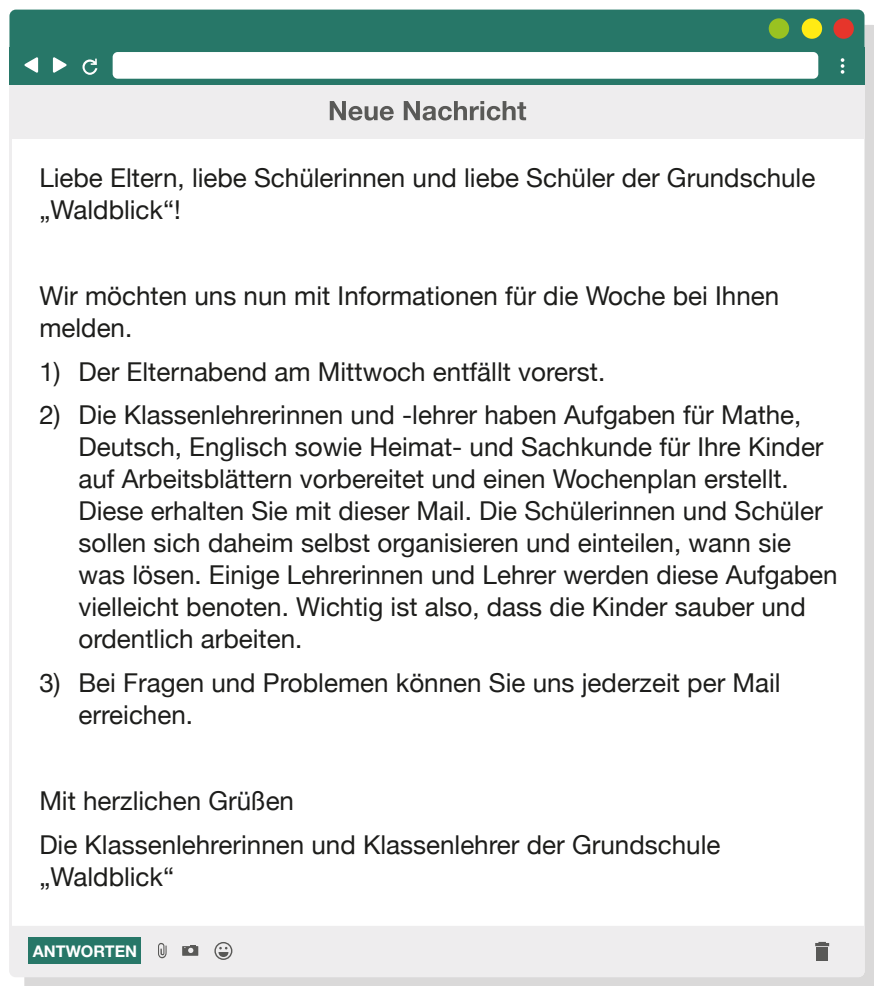 Neue Nachricht
Liebe Eltern, liebe Schülerinnen und liebe Schüler der Grundschule
„Waldblick“!
Wir möchten uns nun mit Informationen für die Woche bei Ihnen
melden.
1) Der Elternabend am Mittwoch entfällt vorerst.
2) Die Klassenlehrerinnen und -lehrer haben Aufgaben für Mathe,
Deutsch, Englisch sowie Heimat- und Sachkunde für Ihre Kinder
auf Arbeitsblättern vorbereitet und einen Wochenplan erstellt.
Diese erhalten Sie mit dieser Mail. Die Schülerinnen und Schüler
sollen sich daheim selbst organisieren und einteilen, wann sie
was lösen. Einige Lehrerinnen und Lehrer werden diese Aufgaben
vielleicht benoten. Wichtig ist also, dass die Kinder sauber und
ordentlich arbeiten.
3) Bei Fragen und Problemen können Sie uns jederzeit per Mail
erreichen.
Mit herzlichen Grüßen
Die Klassenlehrerinnen und Klassenlehrer der Grundschule
„Waldblick“
ANTWORTEN